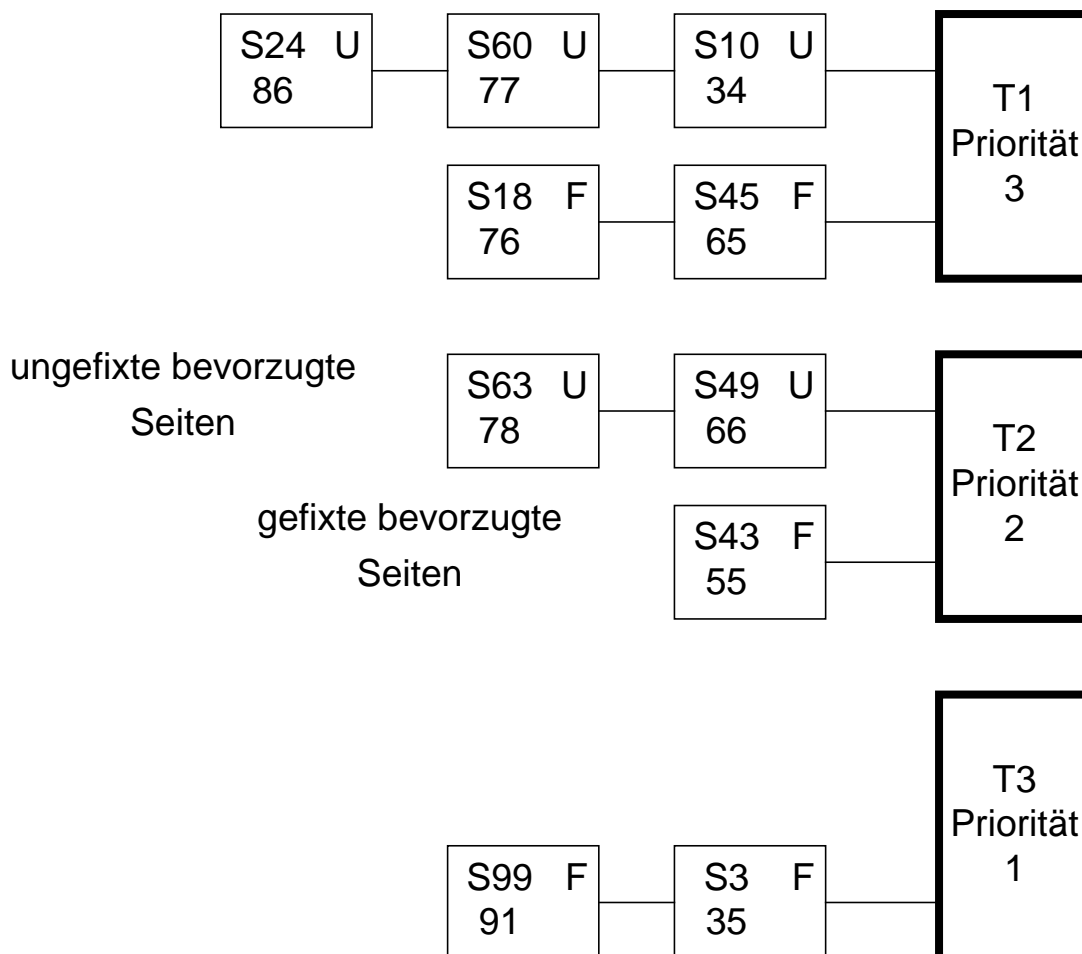 S24 U
86
S60 U
77
S10 U
34
T1
Priorität
3
S18 F
76
S45 F
65
ungefixte bevorzugte
Seiten
S63 U
78
S49 U
66
T2
Priorität
2
gefixte bevorzugte
Seiten
S43 F
55
T3
Priorität
1
S99 F
91
S3 F
35